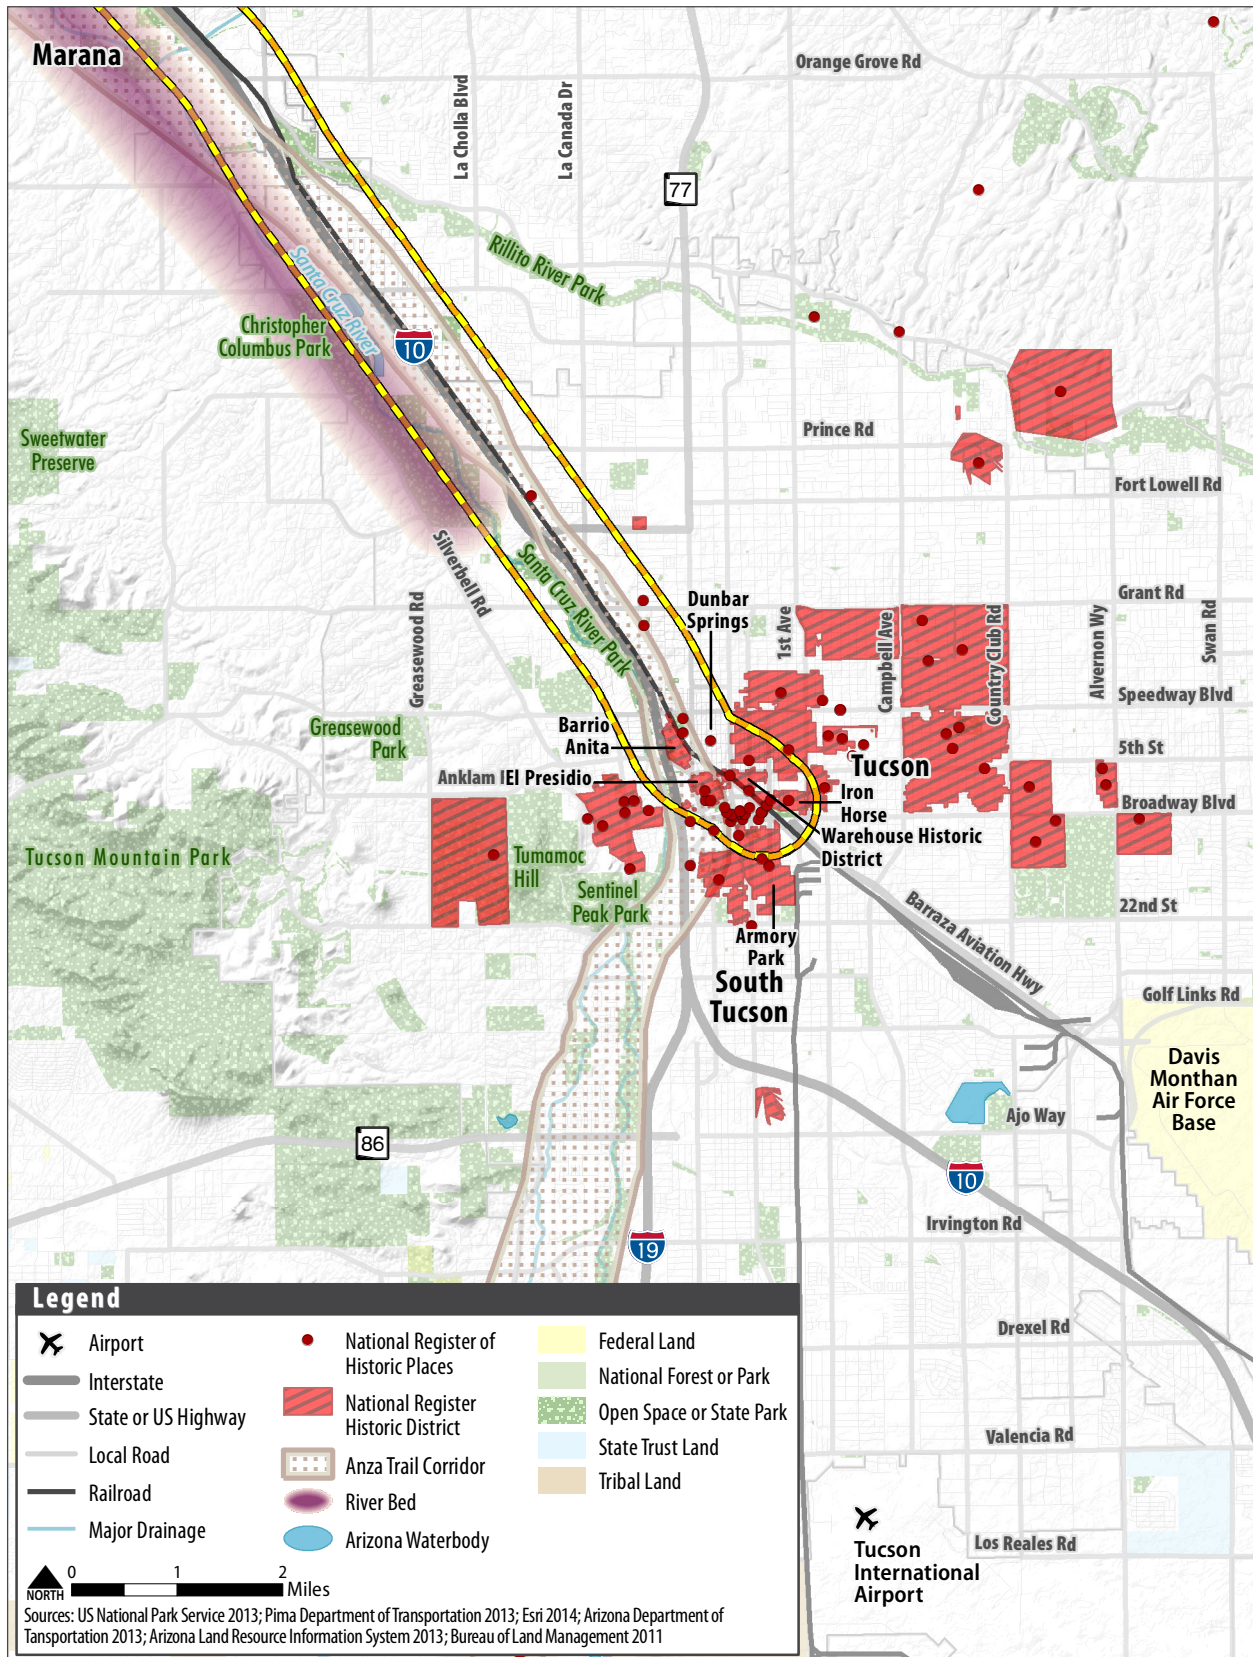 Marana
Orange Grove Rd
La Cholla Blvd
La Canada Dr
77
Rillito River Park
Santa Cruz River
Christopher
Columbus Park
10
Prince Rd
Sweetwater
Preserve
Fort Lowell Rd
Silverbell Rd
Santa Cruz River Park
Greasewood Rd
Dunbar
Springs
1st Ave
Campbell Ave
Country Club Rd
Alvernon Wy
Swan Rd
Grant Rd
Speedway Blvd
Greasewood
Park
Barrio
Anita
5th St
Tucson
Anklam
El Presidio
Iron
Horse
Broadway Blvd
Warehouse Historic
District
Tucson Mountain Park
Tumamoc
Hill
Sentinel
Peak Park
22nd St
Barraza Aviation Hwy
Armory
Park
South
Tucson
Golf Links Rd
Davis
Monthan
Air Force
Base
Ajo Way
86
10
Irvington Rd
19
Drexel Rd
Valencia Rd
Los Reales Rd
Tucson
International
Airport
Legend
Airport
Interstate
State or US Highway
Local Road
Railroad
Major Drainage
National Register of
Historic Places
National Register
Historic District
Anza Trail Corridor
River Bed
Arizona Waterbody
Federal Land
National Forest or Park
Open Space or State Park
State Trust Land
Tribal Land
NORTH
0 1 2
Miles
Sources: US National Park Service 2013; Pima Department of Transportation 2013; Esri 2014; Arizona Department of
Tansportation 2013; Arizona Land Resource Information System 2013; Bureau of Land Management 2011